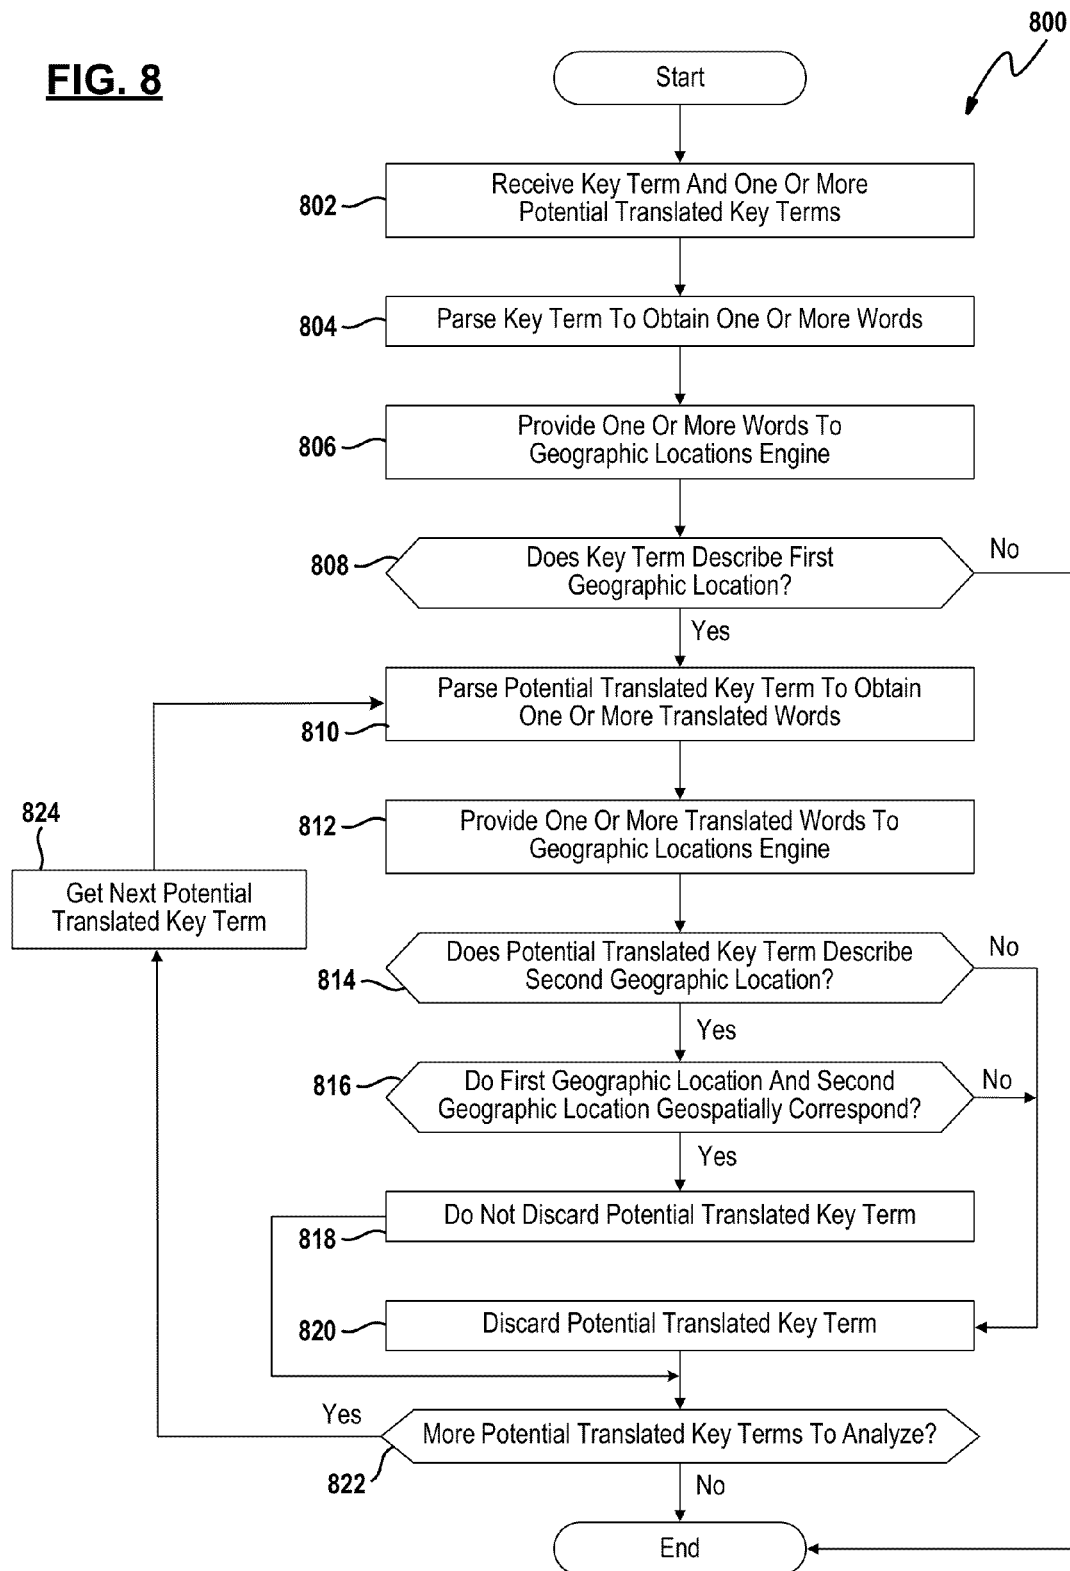 800
FIG. 8
Start
802
Receive Key Term And One Or More
Potential Translated Key Terms
804
Parse Key Term To Obtain One Or More Words
806
Provide One Or More Words To
Geographic Locations Engine
808
Does Key Term Describe First
Geographic Location?
No
Yes
810
Parse Potential Translated Key Term To Obtain
One Or More Translated Words
812
Provide One Or More Translated Words To
Geographic Locations Engine
824
Get Next Potential
Translated Key Term
814
Does Potential Translated Key Term Describe
Second Geographic Location?
No
Yes
816
Do First Geographic Location And Second
Geographic Location Geospatially Correspond?
No
Yes
818
Do Not Discard Potential Translated Key Term
820
Discard Potential Translated Key Term
Yes
822
More Potential Translated Key Terms To Analyze?
No
End